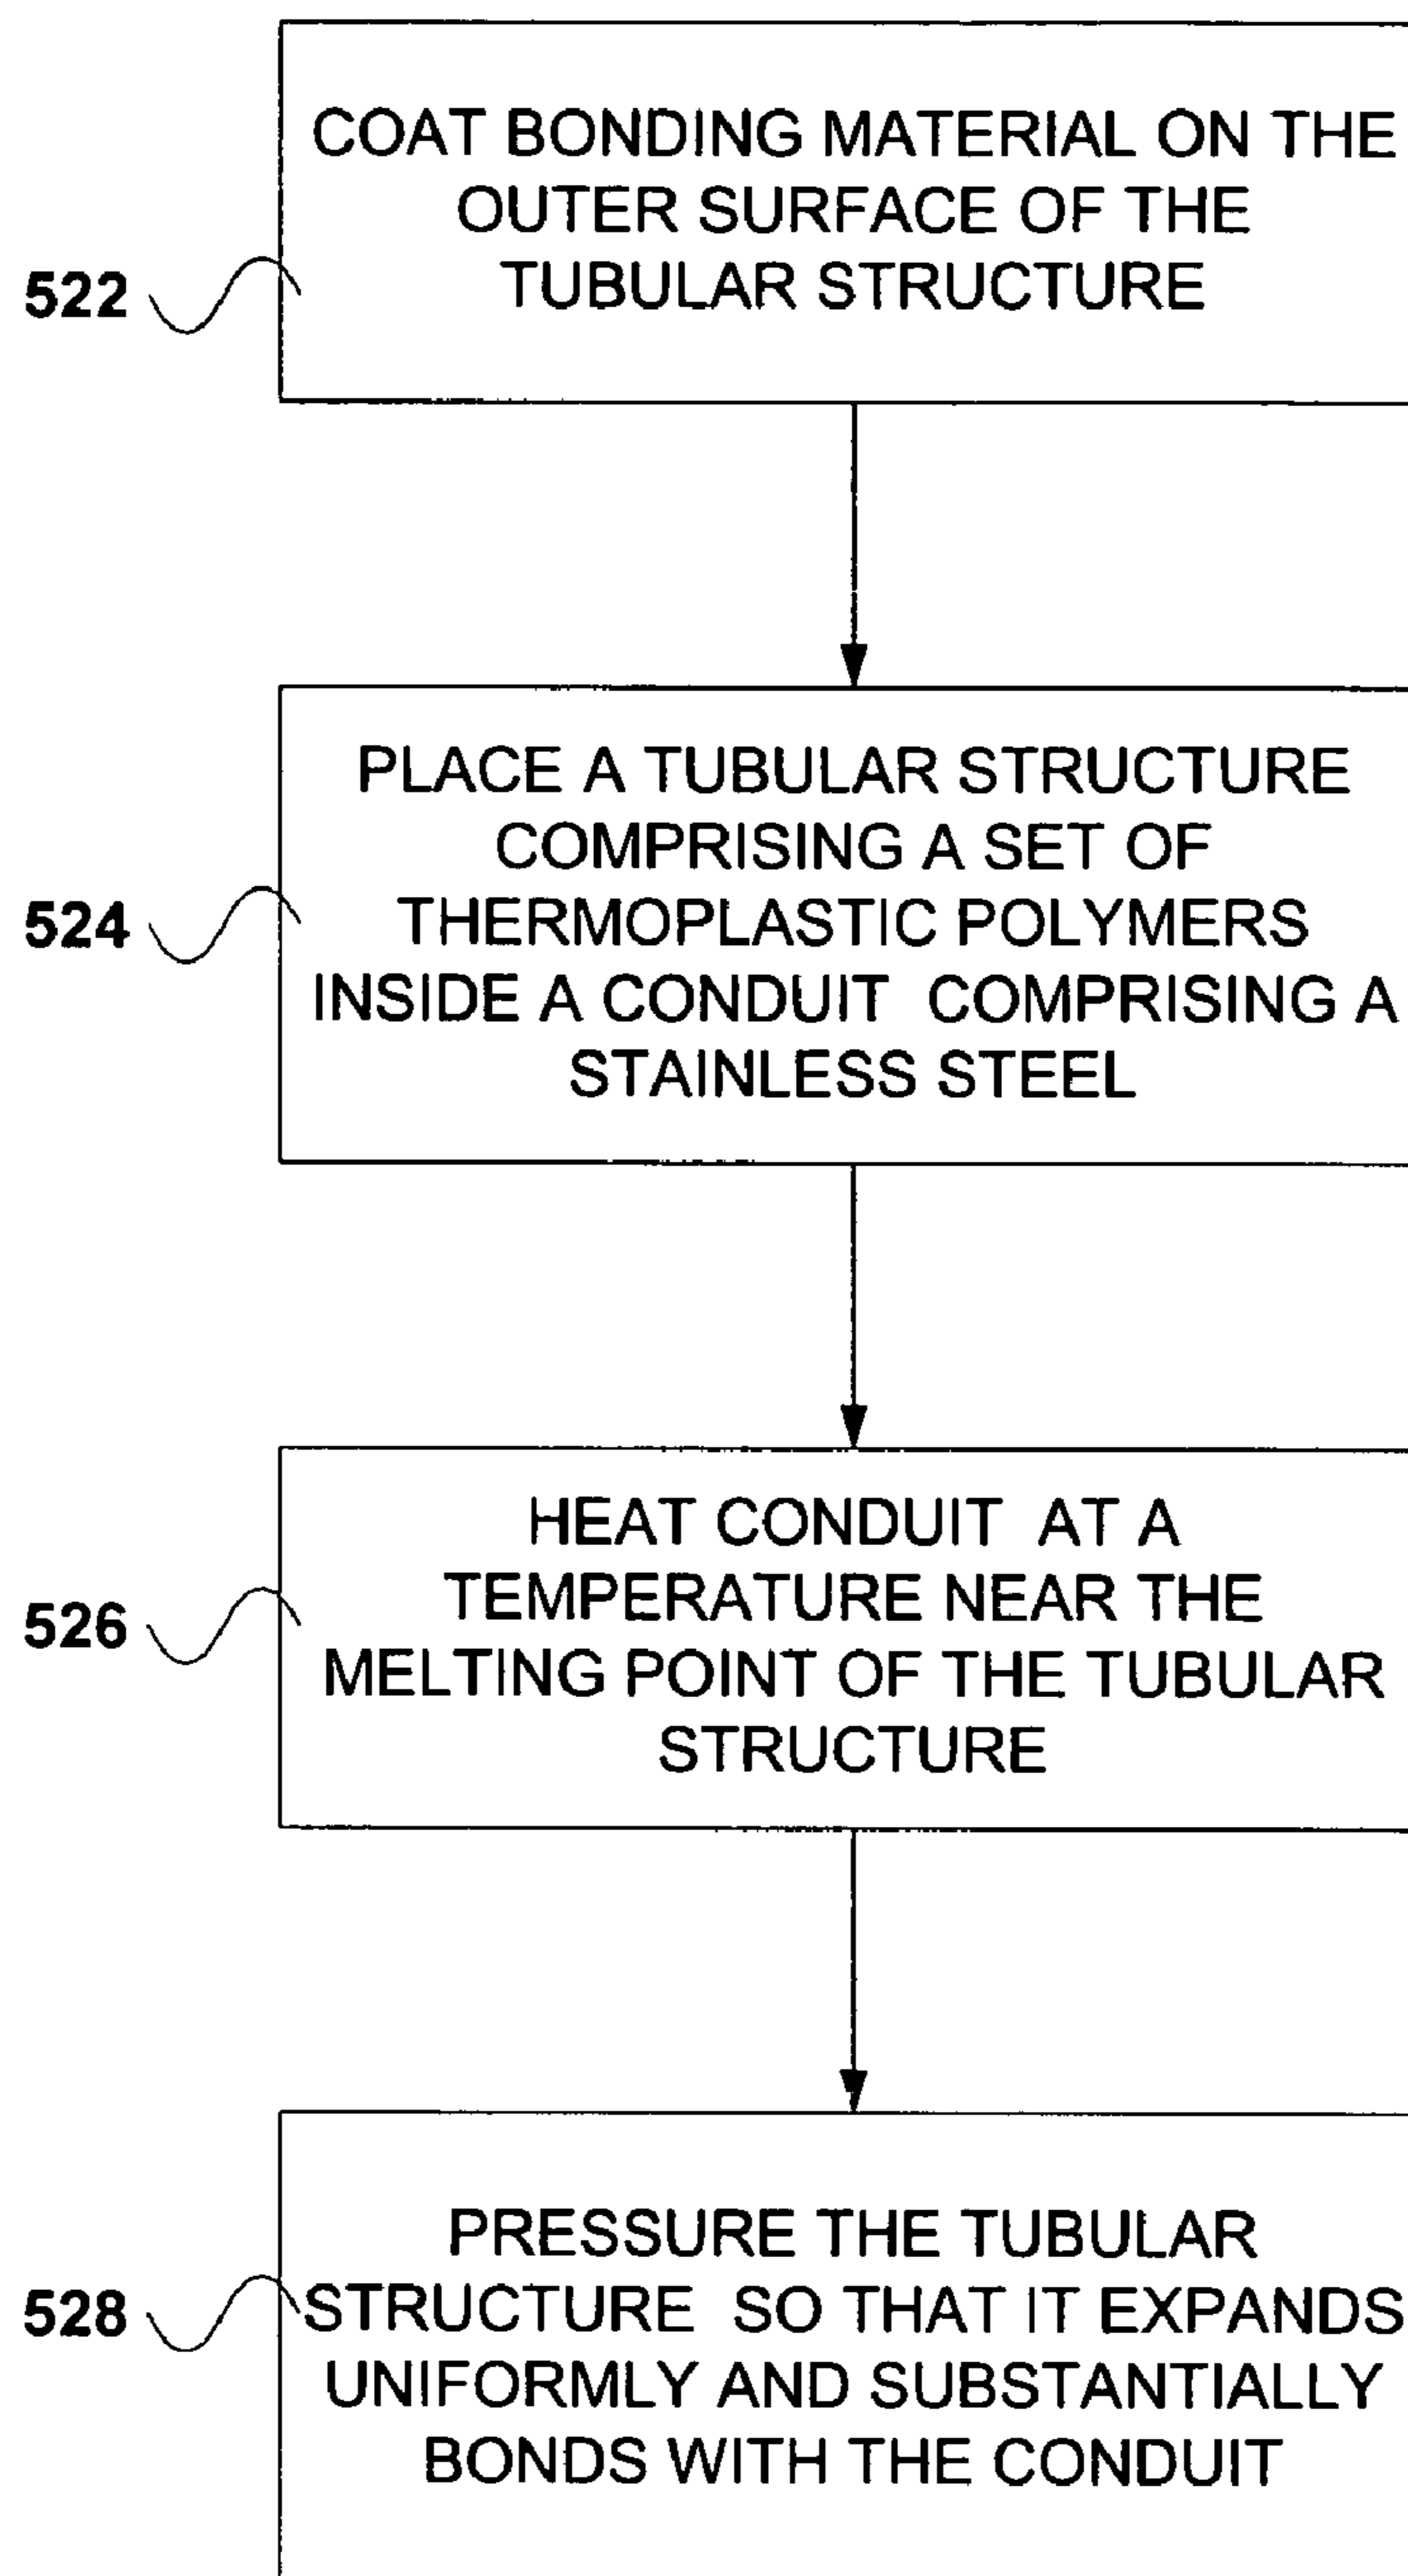 COAT BONDING MATERIAL ON THE
OUTER SURFACE OF THE
TUBULAR STRUCTURE
522
PLACE A TUBULAR STRUCTURE
COMPRISING A SET OF
THERMOPLASTIC POLYMERS
INSIDE A CONDUIT COMPRISING A
STAINLESS STEEL
524
HEAT CONDUIT AT A
TEMPERATURE NEAR THE
MELTING POINT OF THE TUBULAR
STRUCTURE
526
PRESSURE THE TUBULAR
STRUCTURE SO THAT IT EXPANDS
UNIFORMLY AND SUBSTANTIALLY
BONDS WITH THE CONDUIT
528